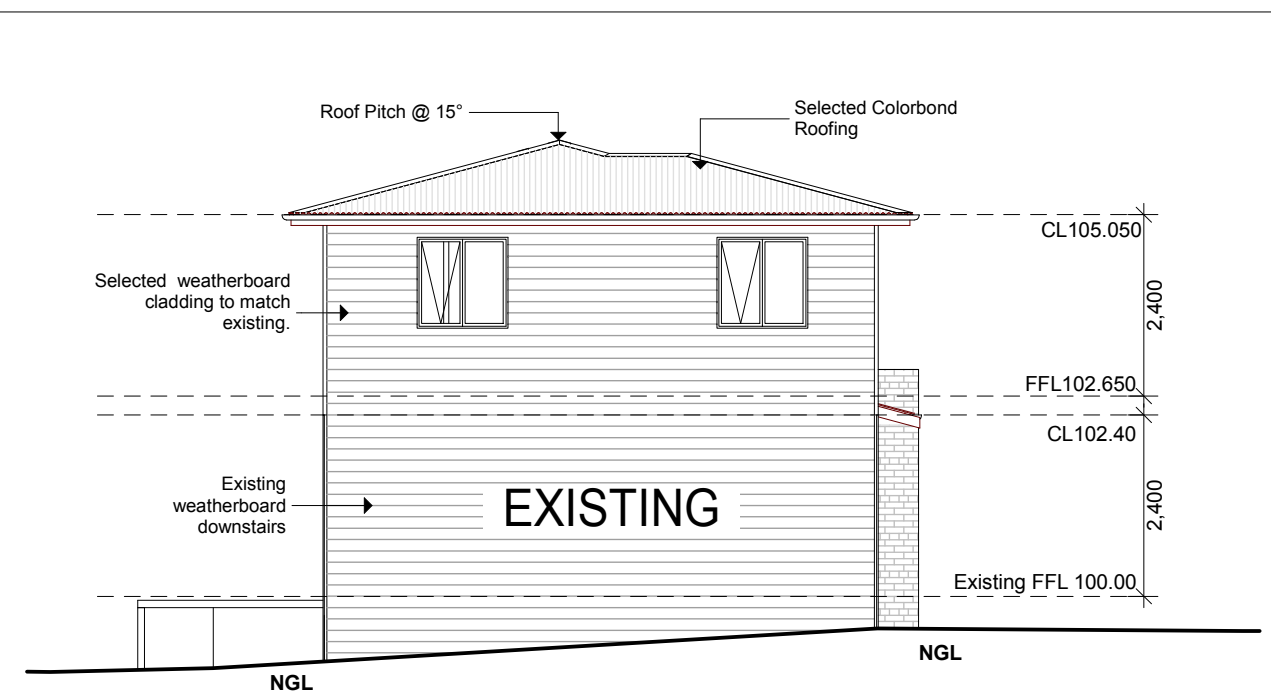 Roof Pitch @ 15°
Selected Colorbond
Roofing
CL105.050
Selected weatherboard
cladding to match
existing.
2,400
FFL102.650
CL102.40
Existing
weatherboard
downstairs
EXISTING
2,400
Existing FFL 100.00
NGL
NGL